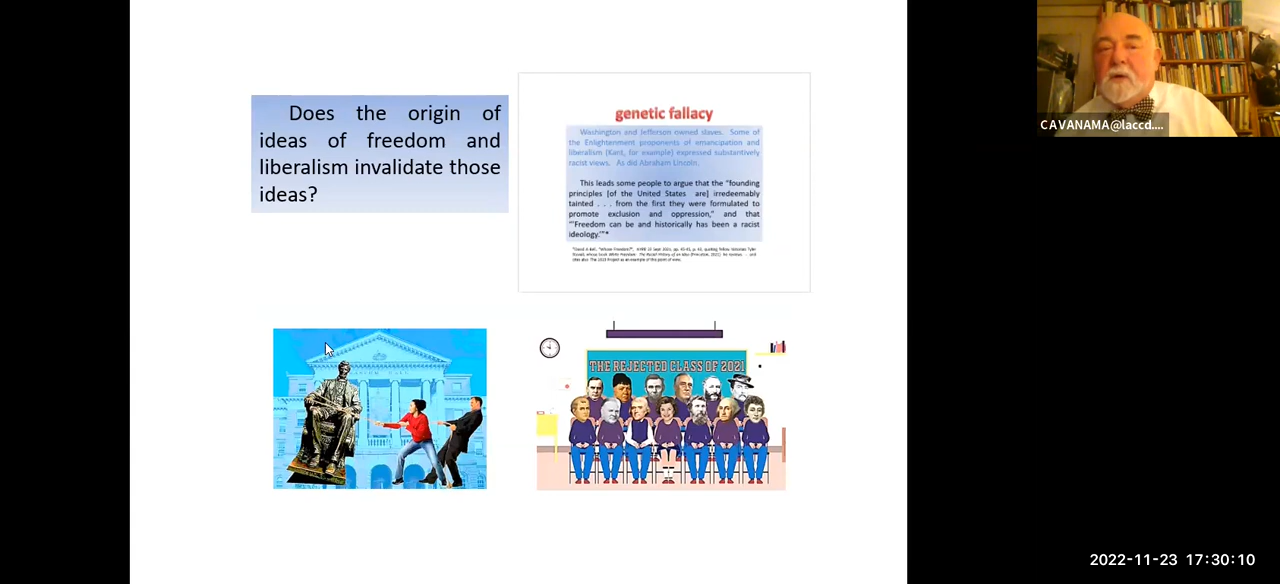 Does the origin of
ideas of freedom and
liberalism invalidate those
ideas?
genetic fallacy
Washington and Jefferson owned slaves. Some of
the Enlightenment proponents of emancipation and
liberalism (Kant, for example) expressed substantively
racist views. As did Abraham Lincoln.
This leads some people to argue that the "founding
principles [of the United States are] irredeemably
tainted . . . from the first they were formulated to
promote exclusion and oppression," and that
"'Freedom can be and historically has been a racist
ideology.'"*
THE REJECTED CLASS OF 2021
CAVANAMA@laccd....
2022-11-23 17:30:10